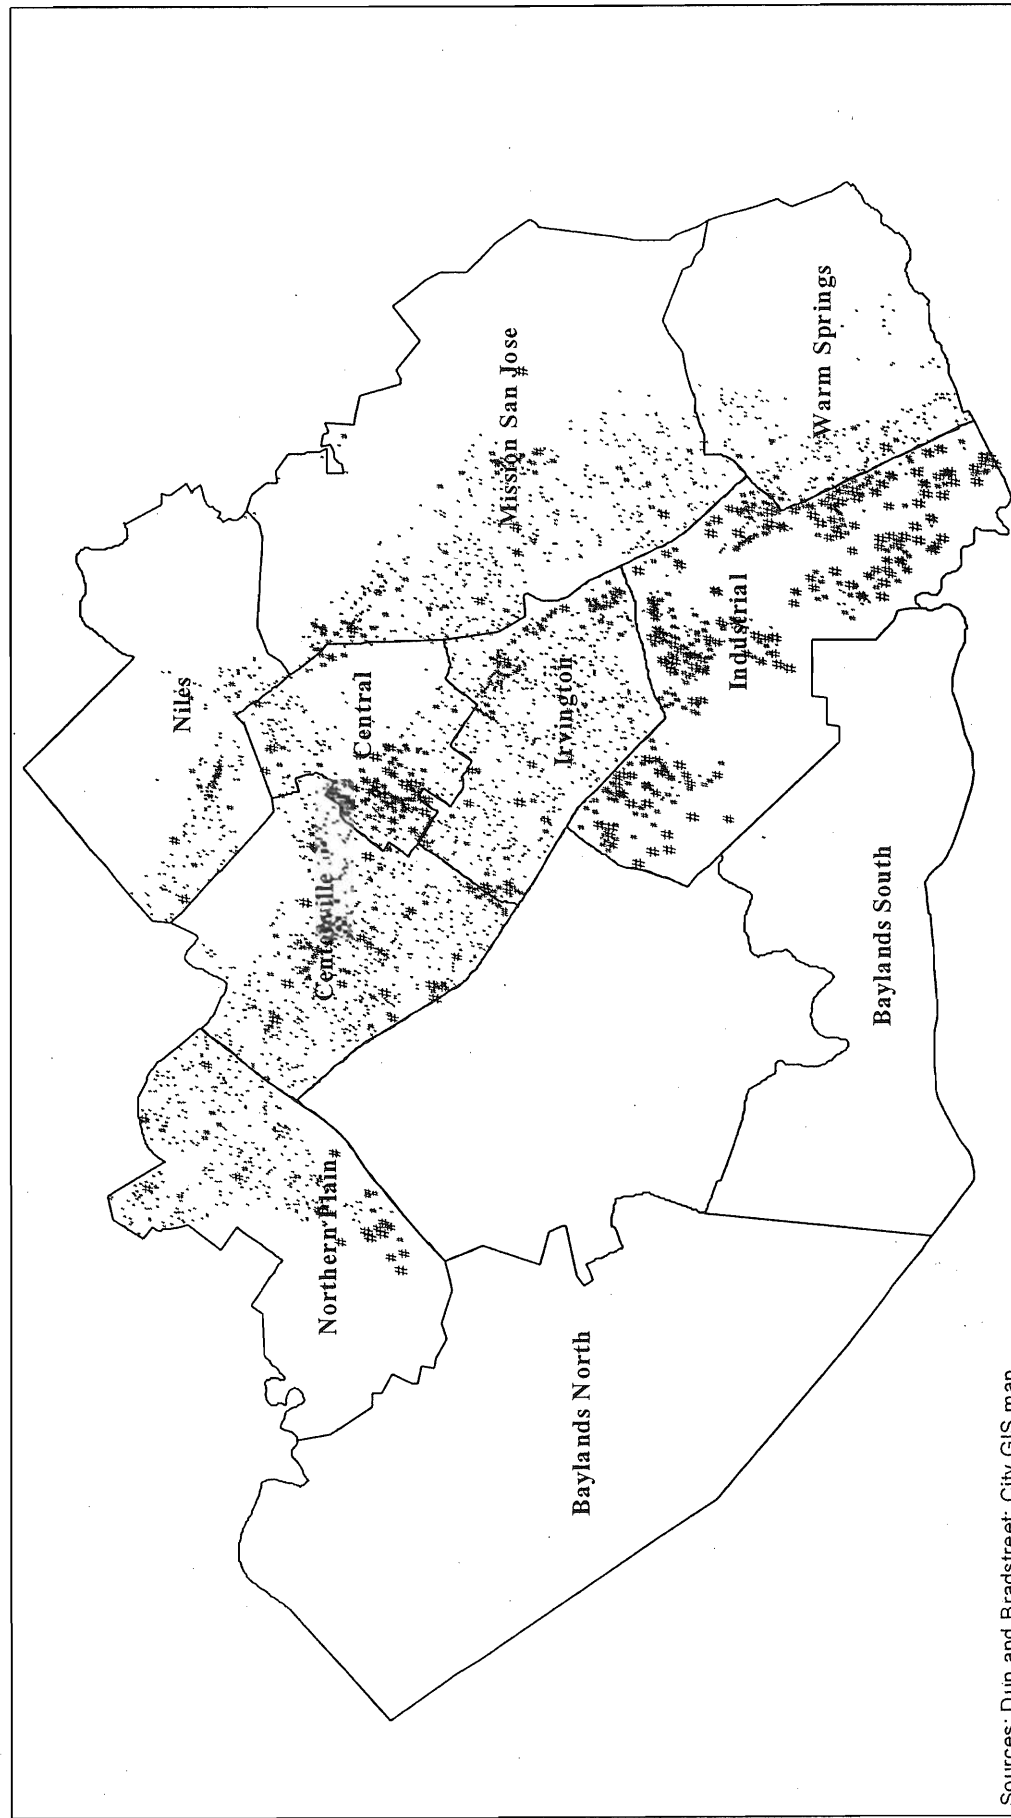 Niles
Central
Mission San Jose
Centerville
Irvington
Warm Springs
Northern Plain
Industrial
Baylands North
Baylands South
Sources: Dun and Bradstreet; City GIS map